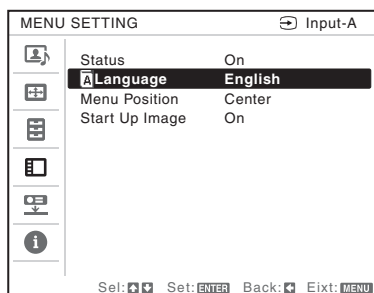 MENU SETTING Input-A
Status On
A Language English
Menu Position Center
Start Up Image On
Sel: Set: ENTER Back: Eixt: MENU